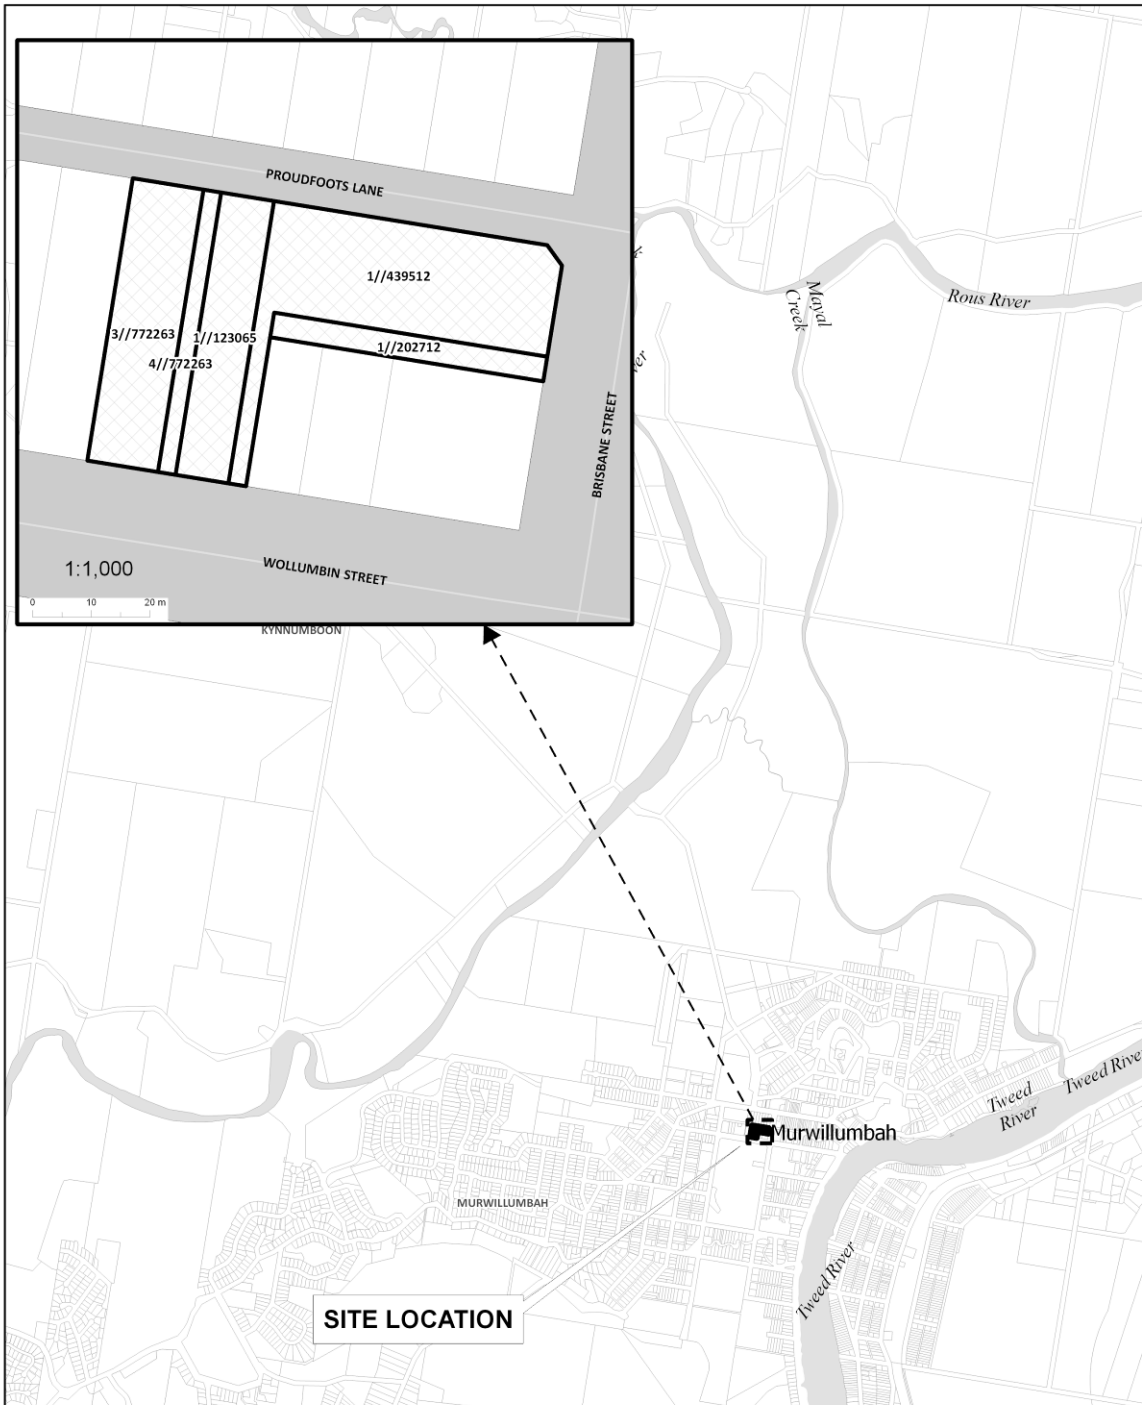 PROUDFOOTS LANE
1//439512
3//772263
1//123065
1//202712
4//772263
BRISBANE STREET
WOLLUMBIN STREET
1:1,000
0 10 20 m
KYNNUMBOON
Mayal
Creek
Rous River
Tweed
River
Tweed River
Murwillumbah
MURWILLUMBAH
Tweed River
SITE LOCATION